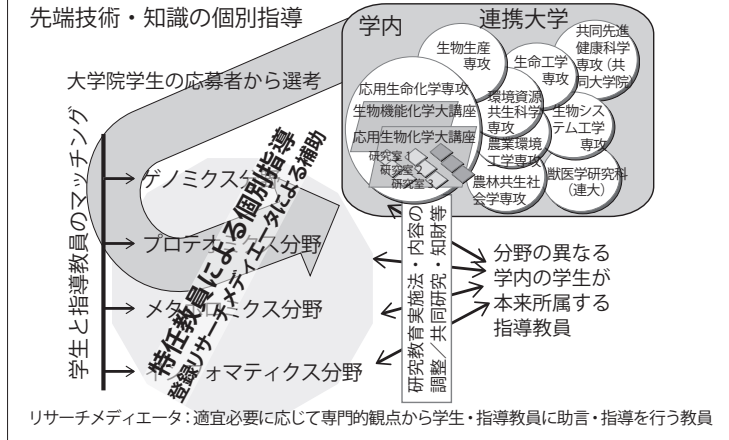 先端技術・知識の個別指導
学内
連携大学
大学院学生の応募者から選考
生物生産
専攻
生命工学
専攻
共同先進
健康科学
専攻（共
同大学院）
応用生命化学専攻
生物機能化学大講座
応用生物化学大講座
研究室1
研究室2
研究室3
環境資源
共生科学
専攻
農業環境
工学専攻
生物シス
テム工学
専攻
農林共生社
会学専攻
獣医学研究科
（連大）
学生と指導教員のマッチング
ゲノミクス分野
プロテオミクス分野
メタボロミクス分野
フォマティクス分野
特任教員による個別指導
登録リサーチメディエータによる補助
研究教育実施法・内容の
調整／共同研究・知財等
分野の異なる
学内の学生が
本来所属する
指導教員
リサーチメディエータ：適宜必要に応じて専門的観点から学生・指導教員に助言・指導を行う教員